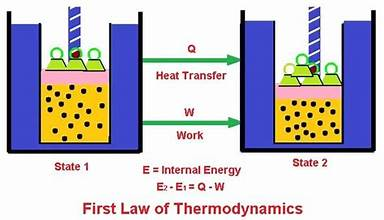 Q
Heat Transfer
W
Work
State 1
State 2
E = Internal Energy
E₂ - E₁ = Q - W
First Law of Thermodynamics